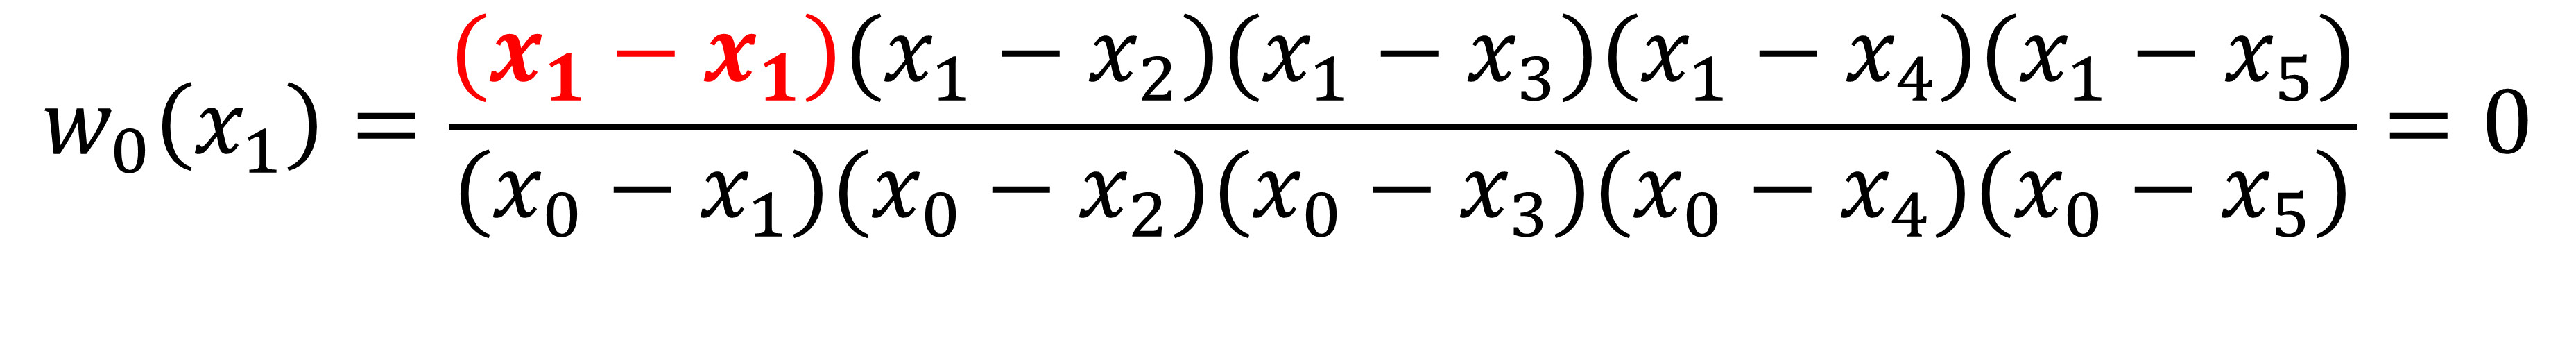 w₀(x₁) = (x₁ − x₁)(x₁ − x₂)(x₁ − x₃)(x₁ − x₄)(x₁ − x₅) / (x₀ − x₁)(x₀ − x₂)(x₀ − x₃)(x₀ − x₄)(x₀ − x₅) = 0